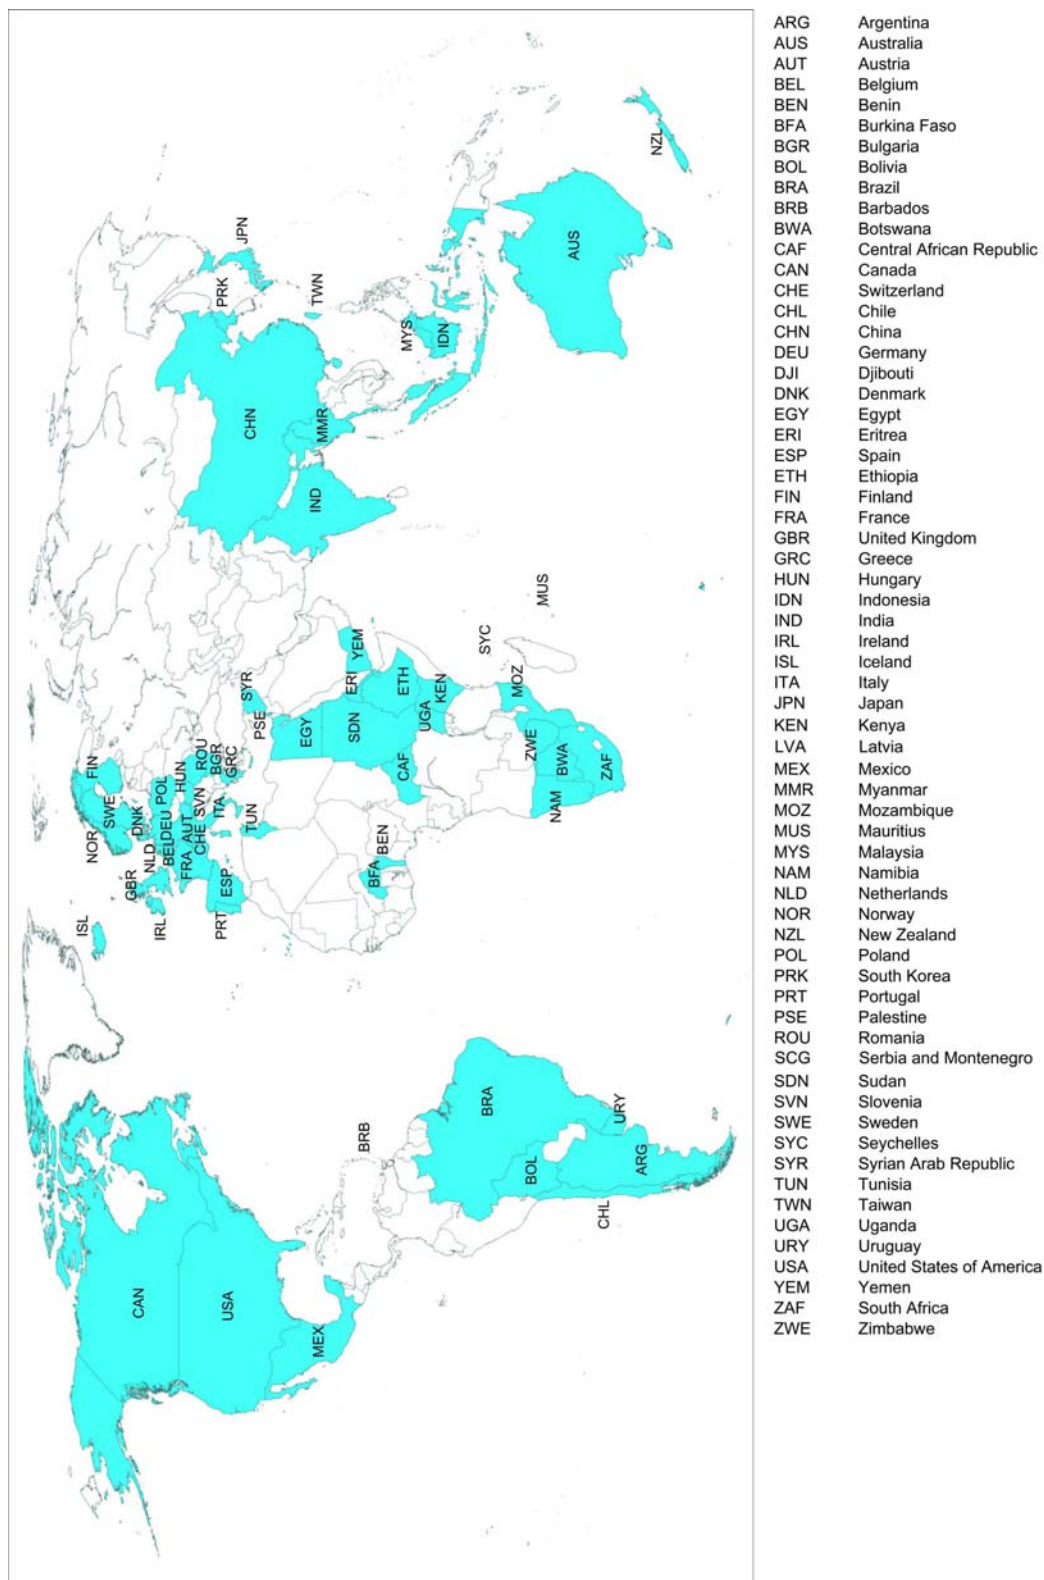 FIN
ISL
NOR
SWE
CAN
GBR
DNK
IRL
NLD
POL
BEL
DEU
HUN
FRA
AUT
CHE
SVN
ROU
BGR
ITA
GRC
PRT
ESP
USA
PRK
JPN
TUN
SYR
CHN
PSE
EGY
IND
TWN
MEX
MMR
ERI
YEM
SDN
BRB
BFA
BEN
CAF
ETH
MYS
UGA
KEN
IDN
BRA
SYC
MOZ
BOL
ZWE
MUS
NAM
BWA
AUS
CHL
ZAF
URY
ARG
NZL
ARG Argentina
AUS Australia
AUT Austria
BEL Belgium
BEN Benin
BFA Burkina Faso
BGR Bulgaria
BOL Bolivia
BRA Brazil
BRB Barbados
BWA Botswana
CAF Central African Republic
CAN Canada
CHE Switzerland
CHL Chile
CHN China
DEU Germany
DJI Djibouti
DNK Denmark
EGY Egypt
ERI Eritrea
ESP Spain
ETH Ethiopia
FIN Finland
FRA France
GBR United Kingdom
GRC Greece
HUN Hungary
IDN Indonesia
IND India
IRL Ireland
ISL Iceland
ITA Italy
JPN Japan
KEN Kenya
LVA Latvia
MEX Mexico
MMR Myanmar
MOZ Mozambique
MUS Mauritius
MYS Malaysia
NAM Namibia
NLD Netherlands
NOR Norway
NZL New Zealand
POL Poland
PRK South Korea
PRT Portugal
PSE Palestine
ROU Romania
SCG Serbia and Montenegro
SDN Sudan
SVN Slovenia
SWE Sweden
SYC Seychelles
SYR Syrian Arab Republic
TUN Tunisia
TWN Taiwan
UGA Uganda
URY Uruguay
USA United States of America
YEM Yemen
ZAF South Africa
ZWE Zimbabwe